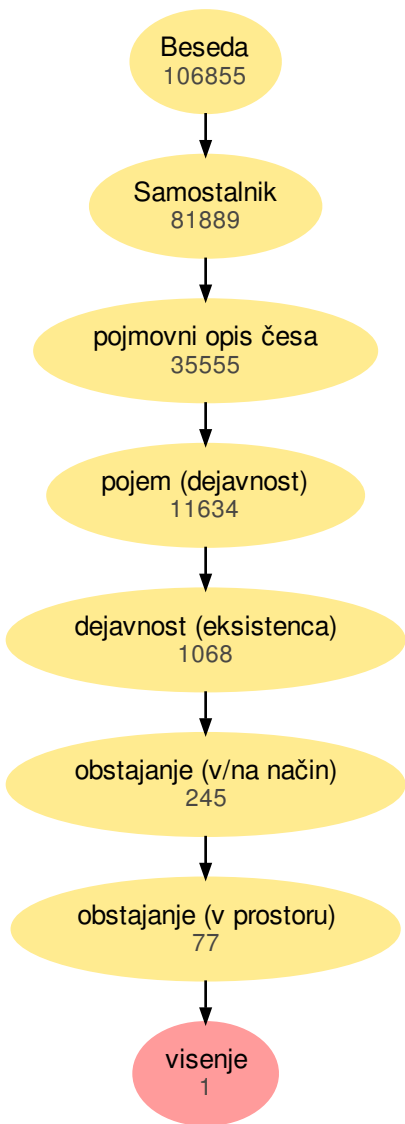 Beseda
106855
Samostalnik
81889
pojmovni opis česa
35555
pojem (dejavnost)
11634
dejavnost (eksistenca)
1068
obstajanje (v/na način)
245
obstajanje (v prostoru)
77
visenje
1